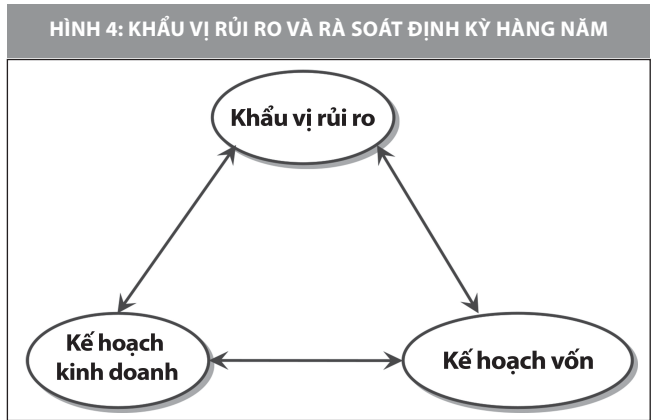 HÌNH 4: KHẨU VỊ RỦI RO VÀ RÀ SOÁT ĐỊNH KỲ HÀNG NĂM
Khẩu vị rủi ro
Kế hoạch
kinh doanh
Kế hoạch vốn